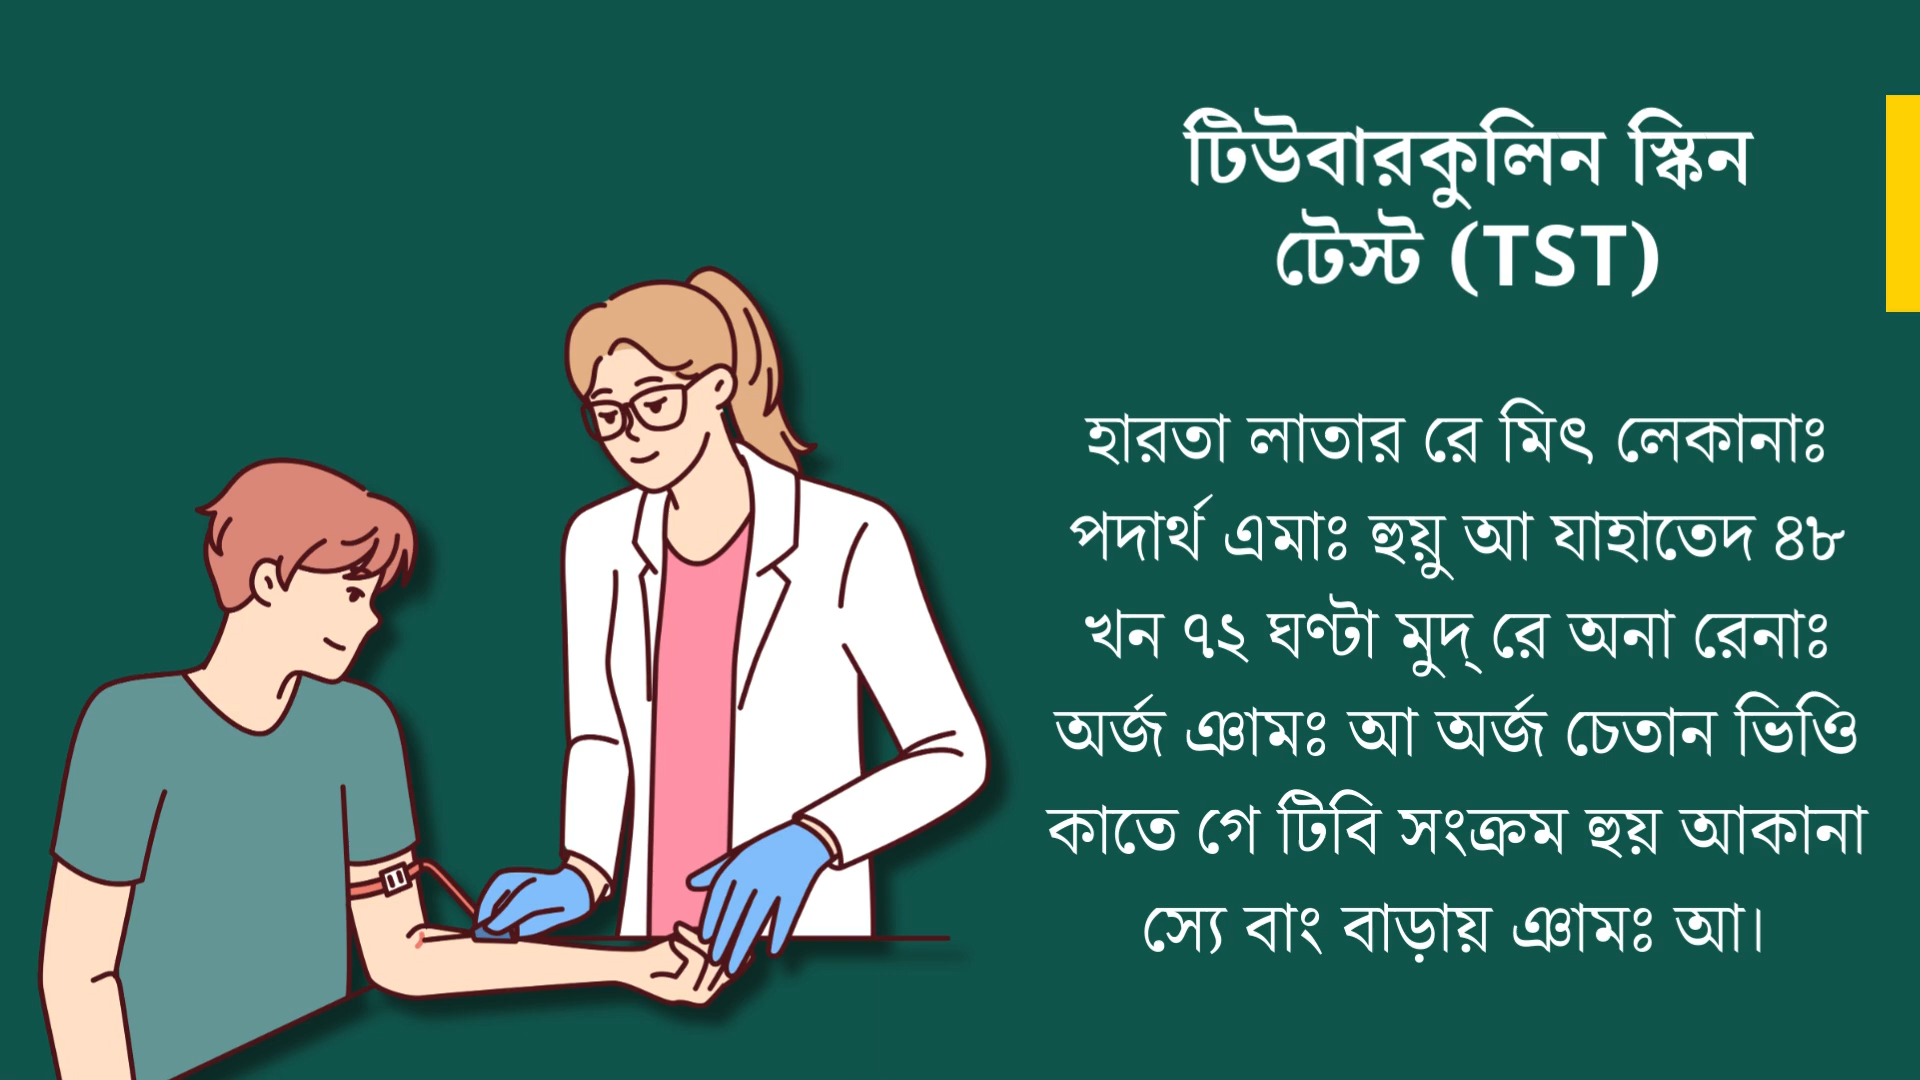 টিউবারকুলিন স্কিন
টেস্ট (TST)
হারতা লাতার রে মিৎ লেকানাঃ
পদার্থ এমাঃ হুয়ু আ যাহাতেদ ৪৮
খন ৭২ ঘণ্টা মুদ্ রে অনা রেনাঃ
অর্জ ঞামঃ আ অর্জ চেতান ভিত্তি
কাতে গে টিবি সংক্রম হুয় আকানা
স্যে বাং বাড়ায় ঞামঃ আ।